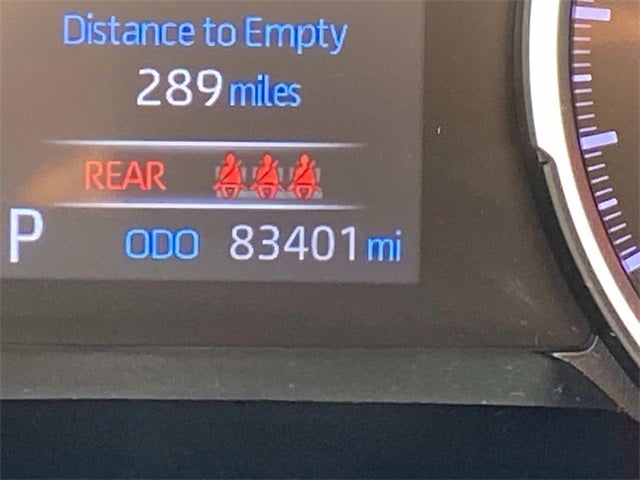 Distance to Empty
289 miles
REAR
P ODO 83401 mi